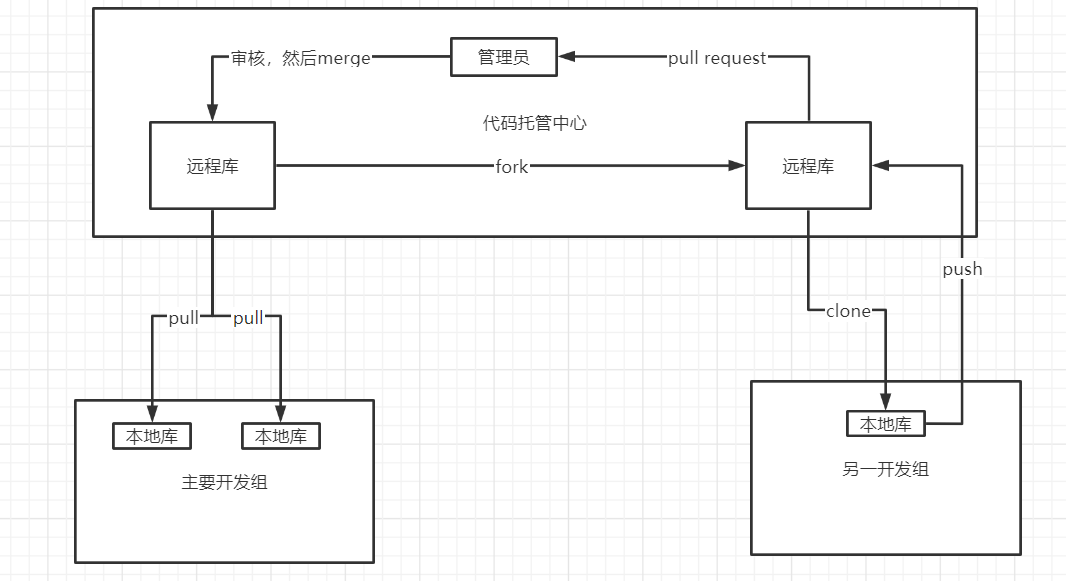 审核，然后merge
管理员
pull request
代码托管中心
远程库
fork
远程库
push
pull
pull
clone
本地库
本地库
主要开发组
本地库
另一开发组